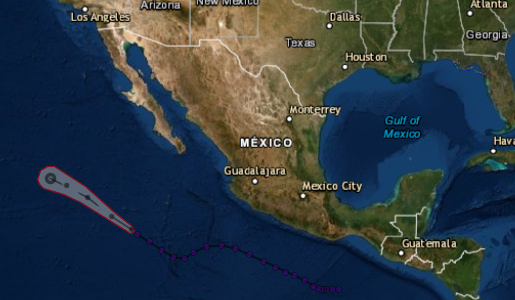 New Mexico
Arizona
Los Angeles
Atlanta
Dallas
Georgia
Texas
Houston
Monterrey
Gulf of
Mexico
MÉXICO
Hava
Guadalajara
Mexico City
Guatemala